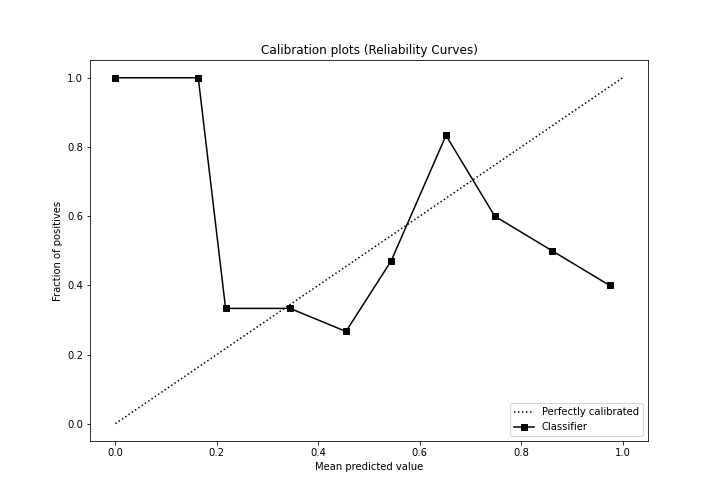 Calibration plots (Reliability Curves)
1.0
0.8
0.6
0.4
0.2
0.0
Fraction of positives
0.0 0.2 0.4 0.6 0.8 1.0
Mean predicted value
Perfectly calibrated
Classifier